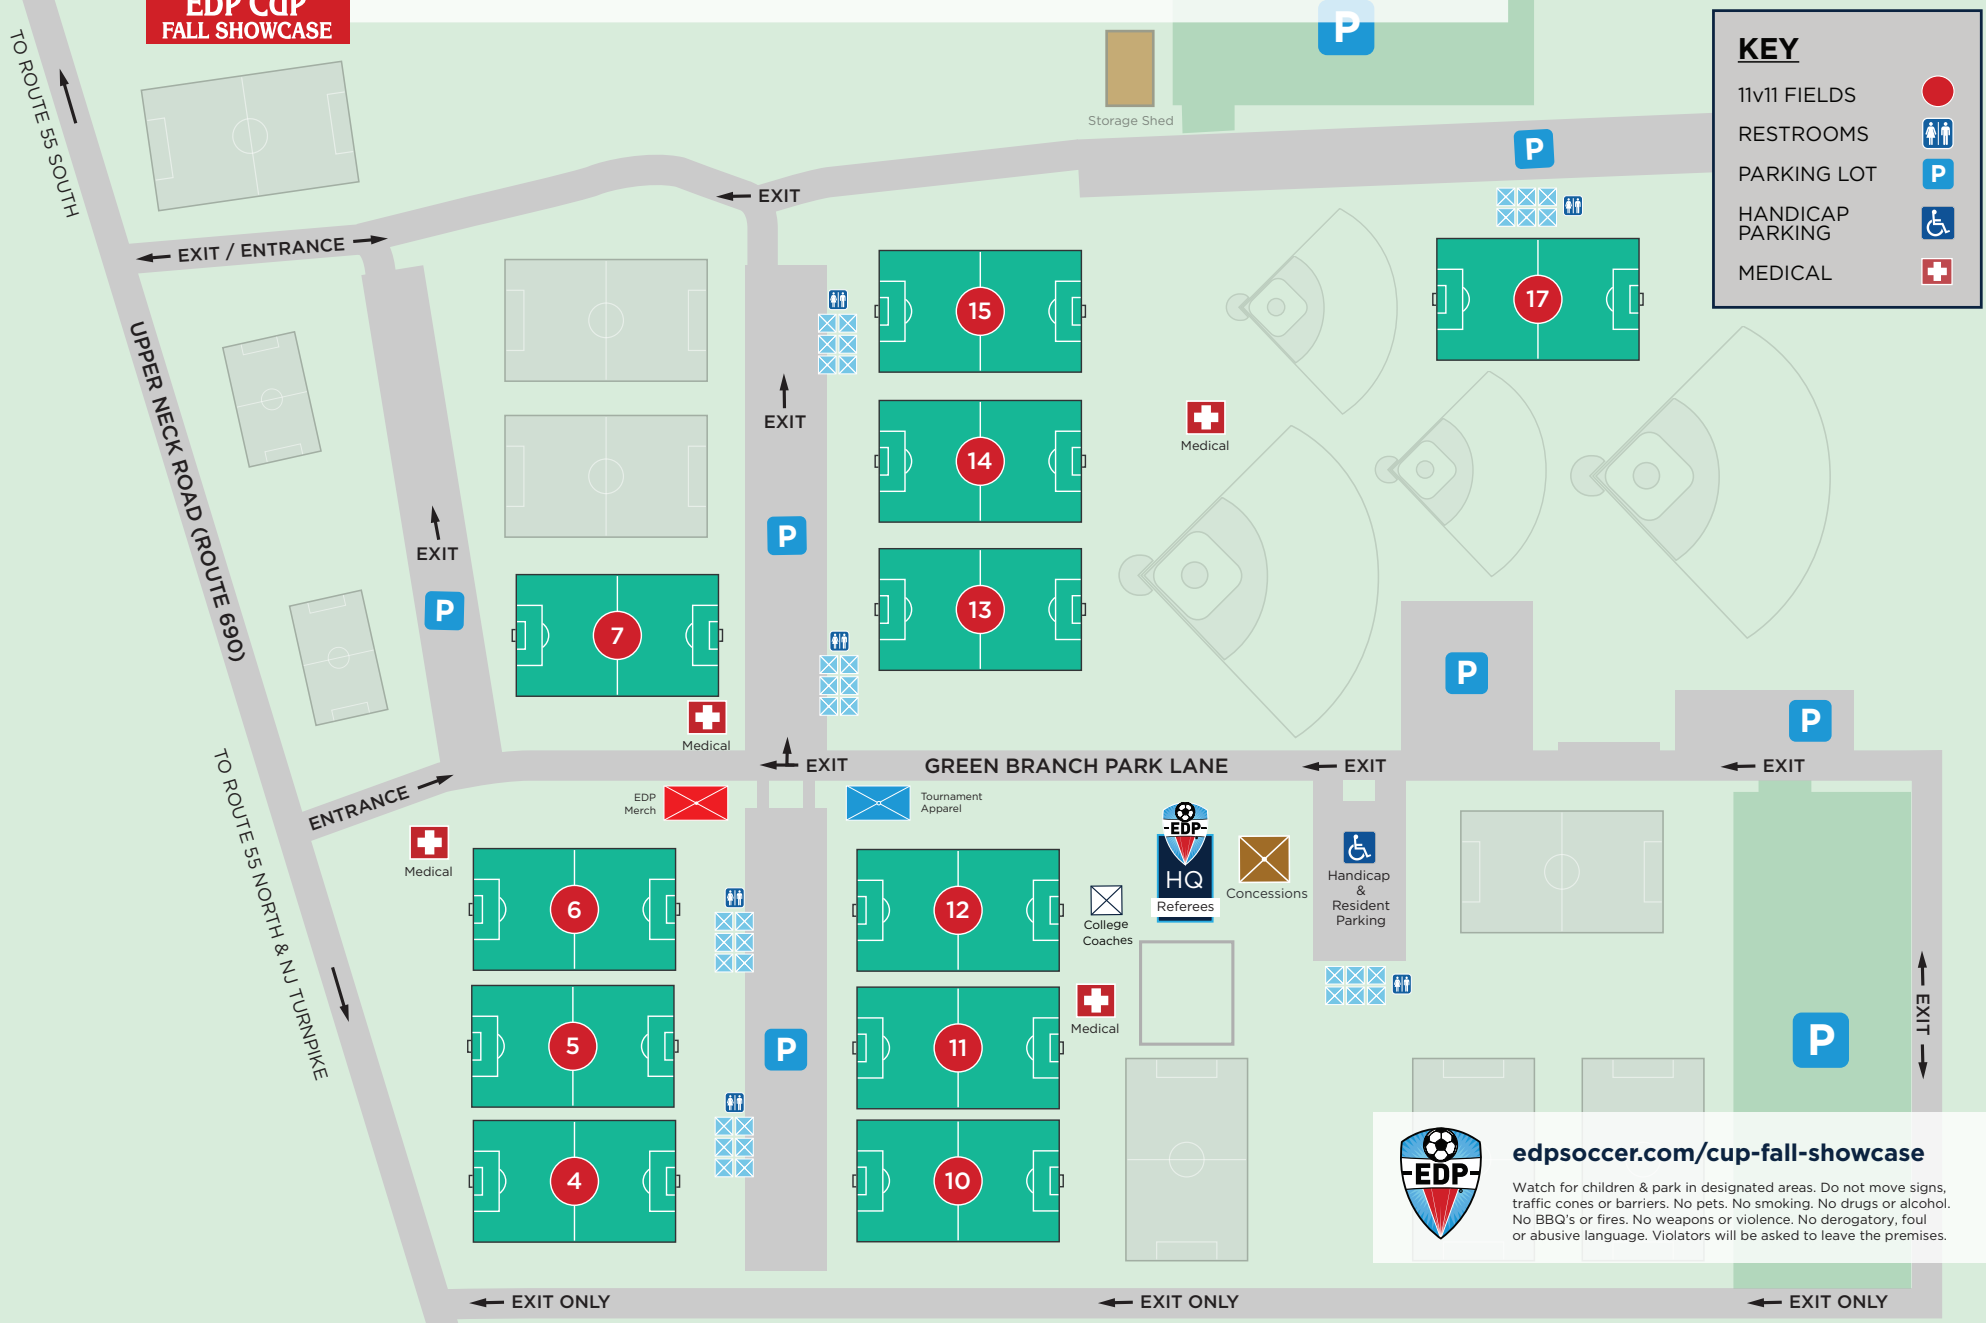 EDP CUP
FALL SHOWCASE
P
Storage Shed
KEY
11v11 FIELDS
RESTROOMS
PARKING LOT P
HANDICAP
PARKING
MEDICAL
TO ROUTE 55 SOUTH
EXIT / ENTRANCE
EXIT
P
UPPER NECK ROAD (ROUTE 690)
15
17
EXIT
14
Medical
P
EXIT
P
7
13
P
P
Medical
EXIT
GREEN BRANCH PARK LANE
EXIT
EXIT
ENTRANCE
TO ROUTE 55 NORTH & NJ TURNPIKE
EDP
Merch
Tournament
Apparel
Medical
6
12
College
Coaches
EDP
HQ
Referees
Concessions
Handicap
&
Resident
Parking
5
P
11
Medical
P
EXIT
4
10
EDP
edpsoccer.com/cup-fall-showcase
Watch for children & park in designated areas. Do not move signs,
traffic cones or barriers. No pets. No smoking. No drugs or alcohol.
No BBQ's or fires. No weapons or violence. No derogatory, foul
or abusive language. Violators will be asked to leave the premises.
EXIT ONLY
EXIT ONLY
EXIT ONLY